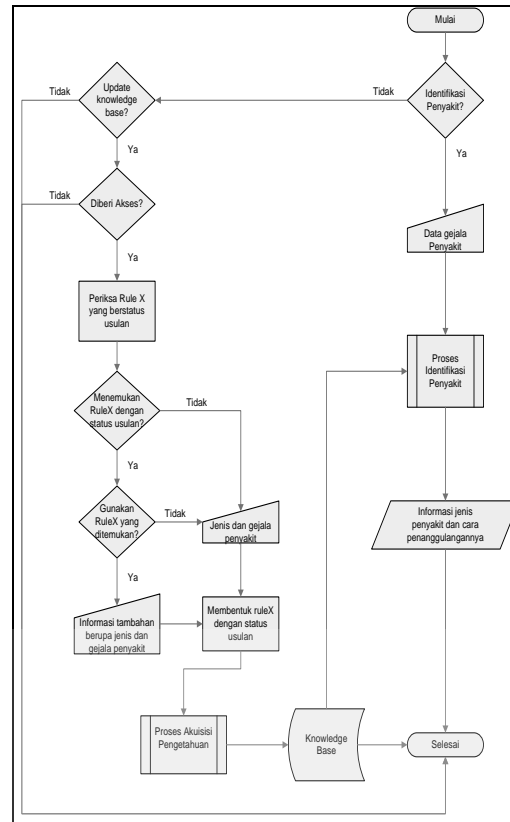 Mulai
Tidak
Update
knowledge
base?
Tidak
Identifikasi
Penyakit?
Ya
Ya
Tidak
Diberi Akses?
Data gejala
Penyakit
Ya
Periksa Rule X
yang berstatus
usulan
Proses
Identifikasi
Penyakit
Menemukan
RuleX dengan
status usulan?
Tidak
Ya
Gunakan
RuleX yang
ditemukan?
Tidak
Jenis dan gejala
penyakit
Informasi jenis
penyakit dan cara
penanggulangannya
Ya
Informasi tambahan
berupa jenis dan
gejala penyakit
Membentuk ruleX
dengan status
usulan
Proses Akuisisi
Pengetahuan
Knowledge
Base
Selesai